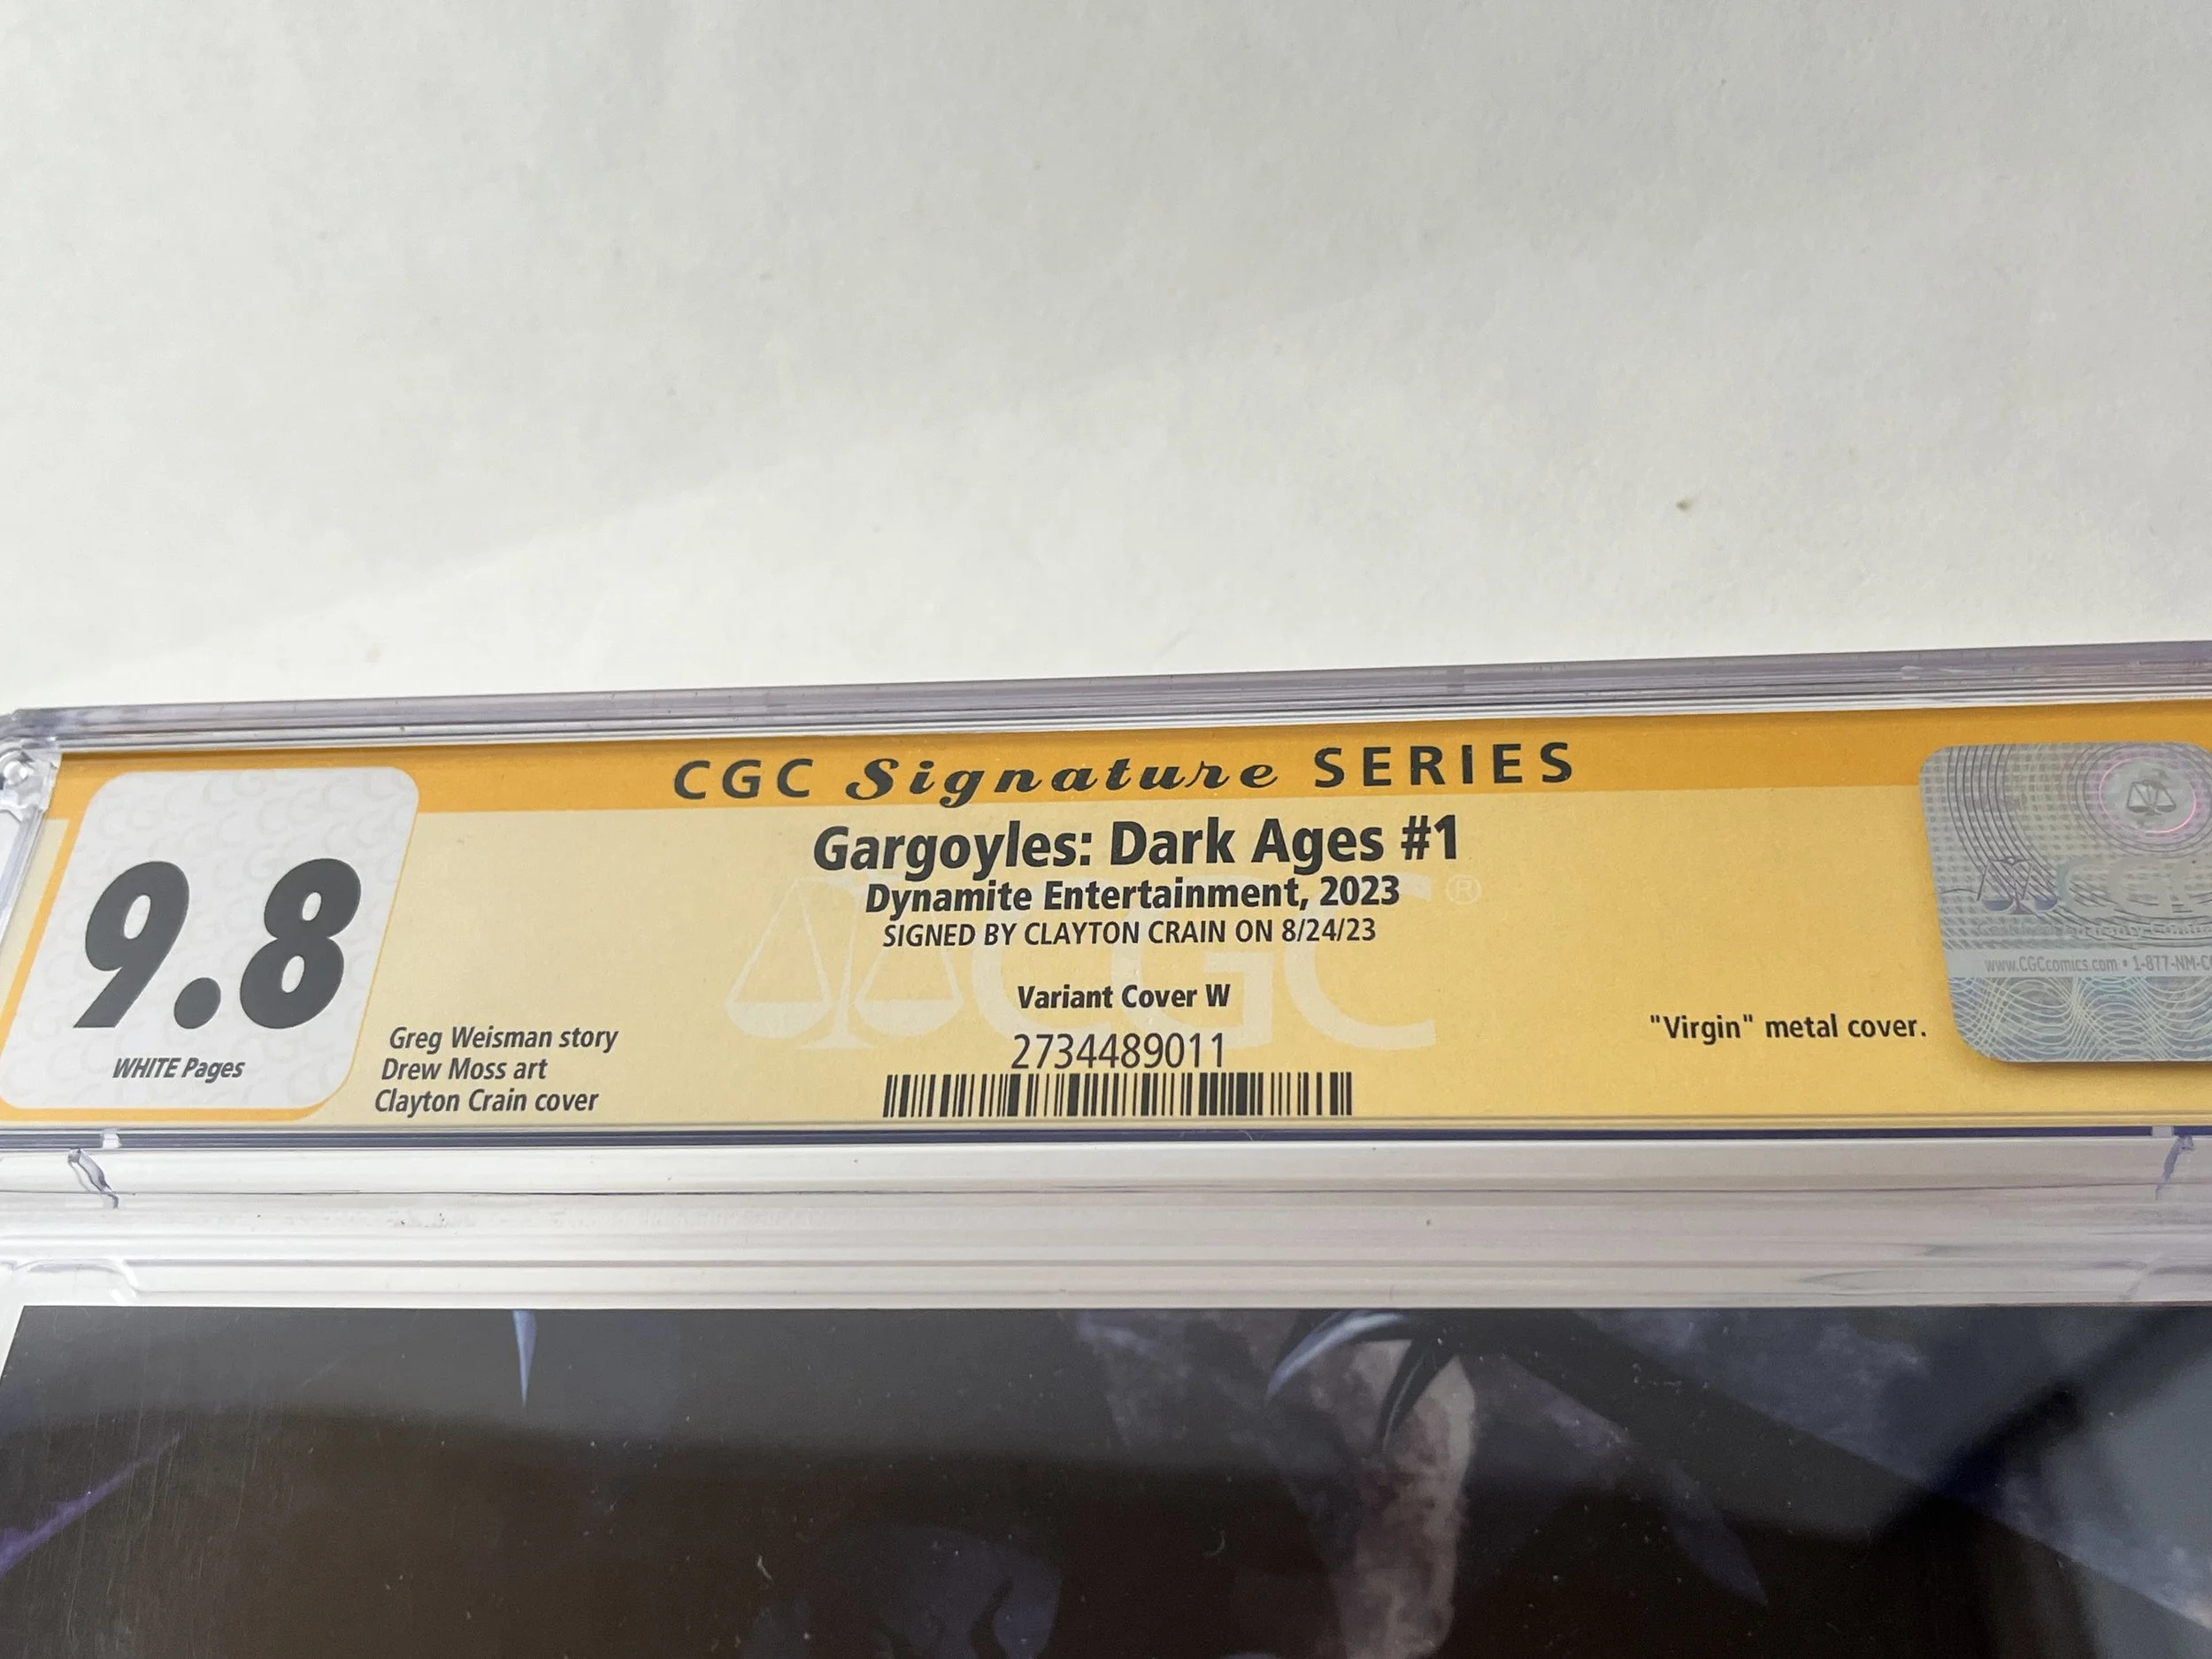 CGC Signature SERIES
Gargoyles: Dark Ages #1
Dynamite Entertainment, 2023
SIGNED BY CLAYTON CRAIN ON 8/24/23
Variant Cover W
2734489011
9.8
WHITE Pages
Greg Weisman story
Drew Moss art
Clayton Crain cover
"Virgin" metal cover.
CGC®
CGC
www.CGCcomics.com • 1-877-NM-C